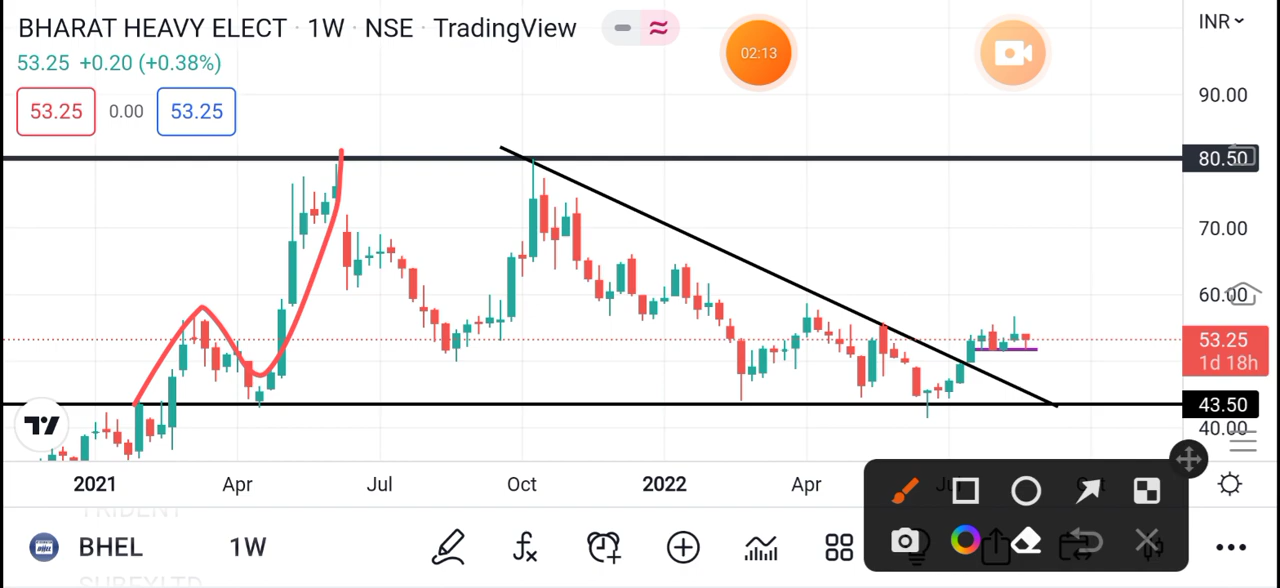 BHARAT HEAVY ELECT · 1W · NSE · TradingView
INR
53.25 +0.20 (+0.38%)
02:13
53.25 0.00 53.25
90.00
80.50
70.00
60.00
53.25
1d 18h
43.50
40.00
2021 Apr Jul Oct 2022 Apr
TRIDENT
BHEL 1W
SUBEXLTD